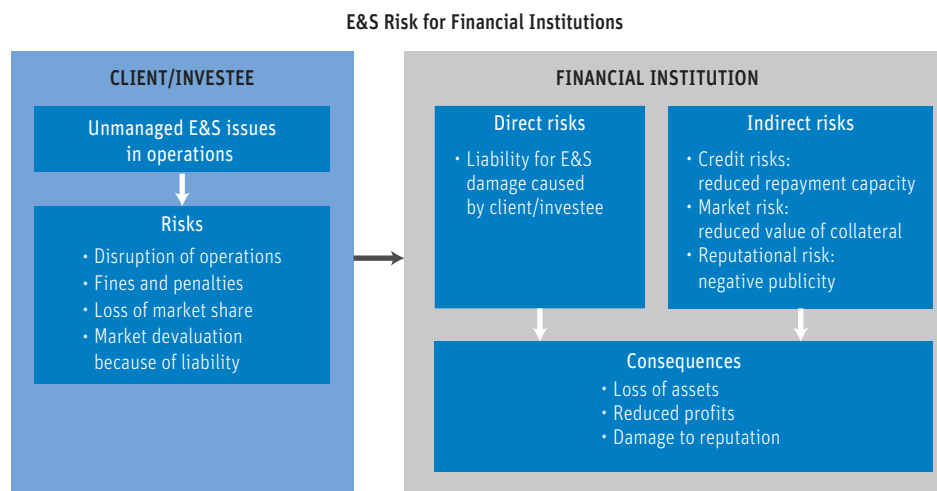 E&S Risk for Financial Institutions
CLIENT/INVESTEE
Unmanaged E&S issues
in operations
Risks
• Disruption of operations
• Fines and penalties
• Loss of market share
• Market devaluation
because of liability
FINANCIAL INSTITUTION
Direct risks
• Liability for E&S
damage caused
by client/investee
Indirect risks
• Credit risks:
reduced repayment capacity
• Market risk:
reduced value of collateral
• Reputational risk:
negative publicity
Consequences
• Loss of assets
• Reduced profits
• Damage to reputation